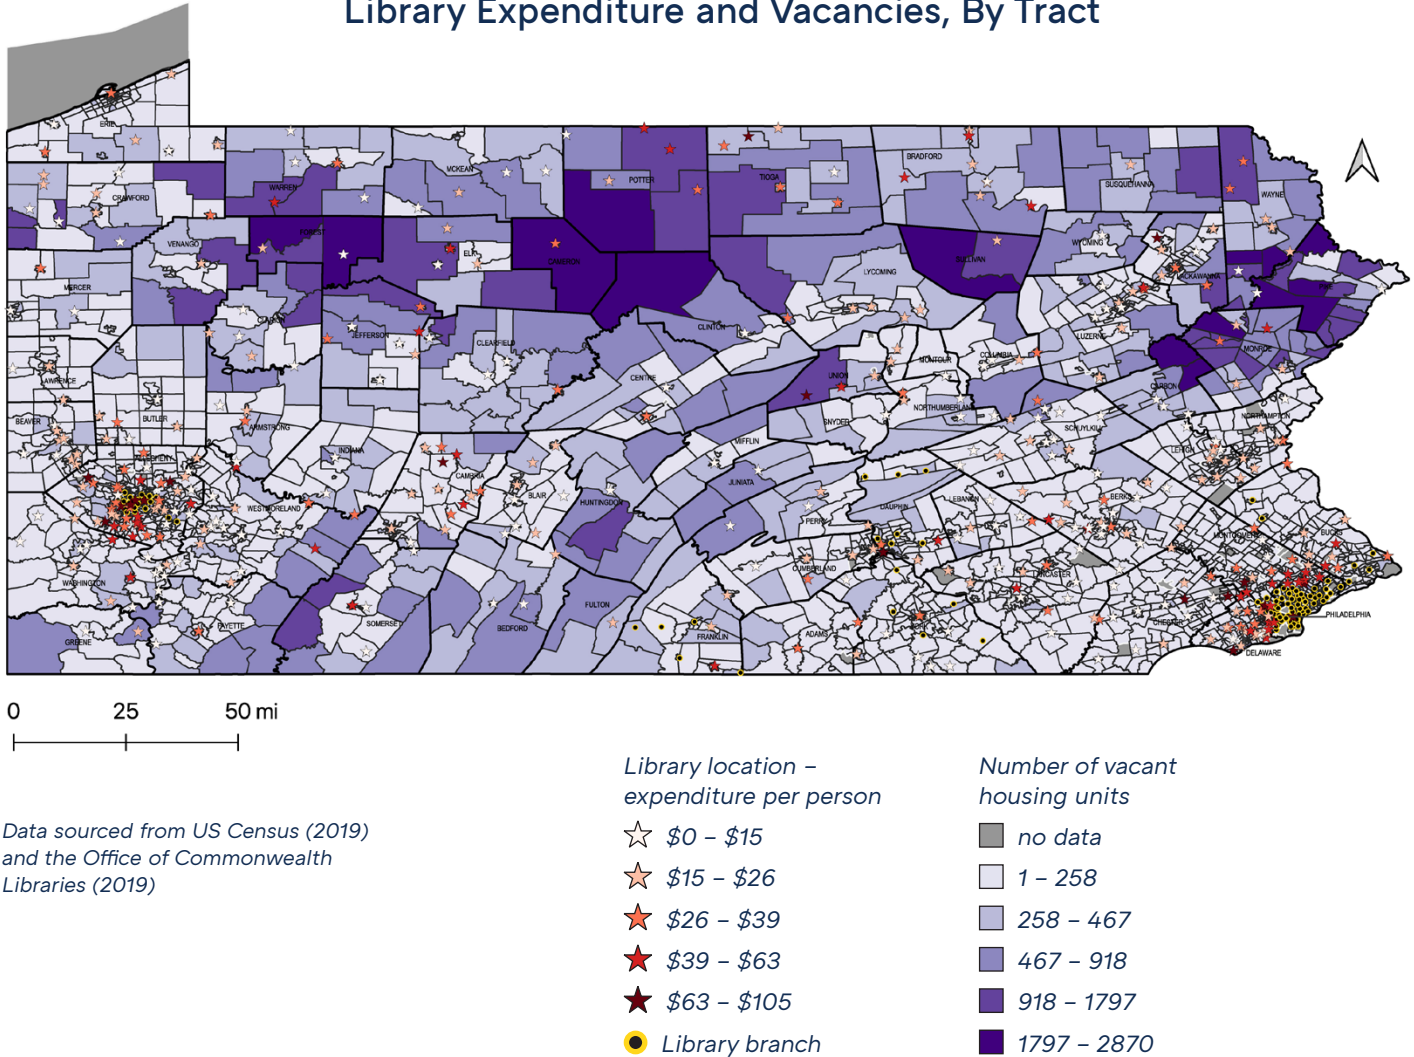 Library Expenditure and Vacancies, By Tract
ERIE
CRAWFORD
WARREN
MCKEAN
POTTER
TIOGA
BRADFORD
SUSQUEHANNA
WAYNE
FOREST
VENANGO
ELK
CAMERON
SULLIVAN
WYOMING
LACKAWANNA
PIKE
MERCER
LYCOMING
CLINTON
JEFFERSON
CLEARFIELD
LUZERNE
MONROE
LAWRENCE
CENTRE
UNION
MONTOUR
COLUMBIA
CARBON
BEAVER
BUTLER
ARMSTRONG
SNYDER
NORTHUMBERLAND
SCHUYLKILL
NORTHAMPTON
INDIANA
MIFFLIN
LEHIGH
ALLEGHENY
CAMBRIA
BLAIR
HUNTINGDON
JUNIATA
PERRY
DAUPHIN
LEBANON
BERKS
WESTMORELAND
MONTGOMERY
BUCKS
WASHINGTON
CUMBERLAND
LANCASTER
GREENE
FAYETTE
SOMERSET
BEDFORD
FULTON
FRANKLIN
ADAMS
YORK
CHESTER
PHILADELPHIA
DELAWARE
0 25 50 mi
Data sourced from US Census (2019)
and the Office of Commonwealth
Libraries (2019)
Library location –
expenditure per person
$0 – $15
$15 – $26
$26 – $39
$39 – $63
$63 – $105
Library branch
Number of vacant
housing units
no data
1 – 258
258 – 467
467 – 918
918 – 1797
1797 – 2870